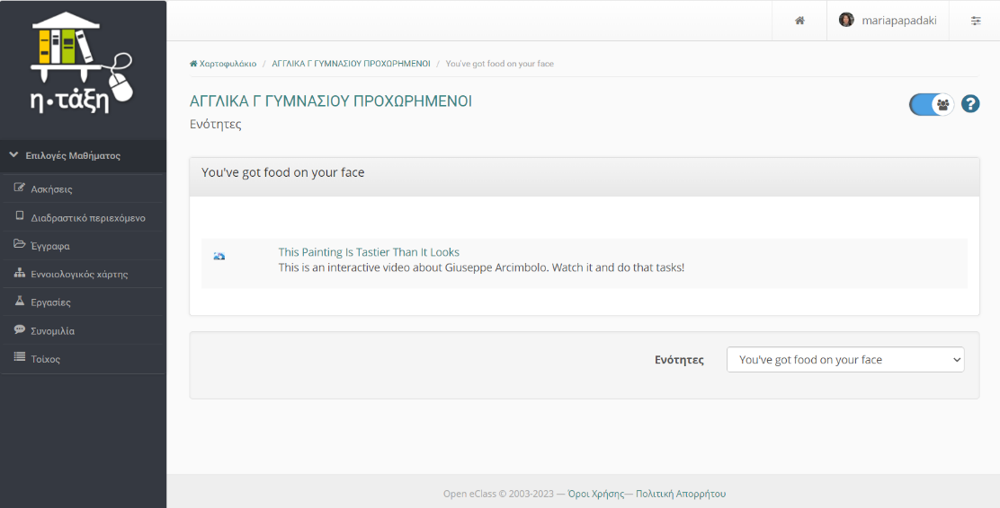 η·τάξη
mariapapadaki
Χαρτοφυλάκιο / ΑΓΓΛΙΚΑ Γ ΓΥΜΝΑΣΙΟΥ ΠΡΟΧΩΡΗΜΕΝΟΙ / You've got food on your face
ΑΓΓΛΙΚΑ Γ ΓΥΜΝΑΣΙΟΥ ΠΡΟΧΩΡΗΜΕΝΟΙ
?
Ενότητες
Επιλογές Μαθήματος
Ασκήσεις
Διαδραστικό περιεχόμενο
Έγγραφα
Εννοιολογικός χάρτης
Εργασίες
Συνομιλία
Τοίχος
You've got food on your face
This Painting Is Tastier Than It Looks
This is an interactive video about Giuseppe Arcimbolo. Watch it and do that tasks!
Ενότητες You've got food on your face
Open eClass © 2003-2023 — Όροι Χρήσης— Πολιτική Απορρήτου